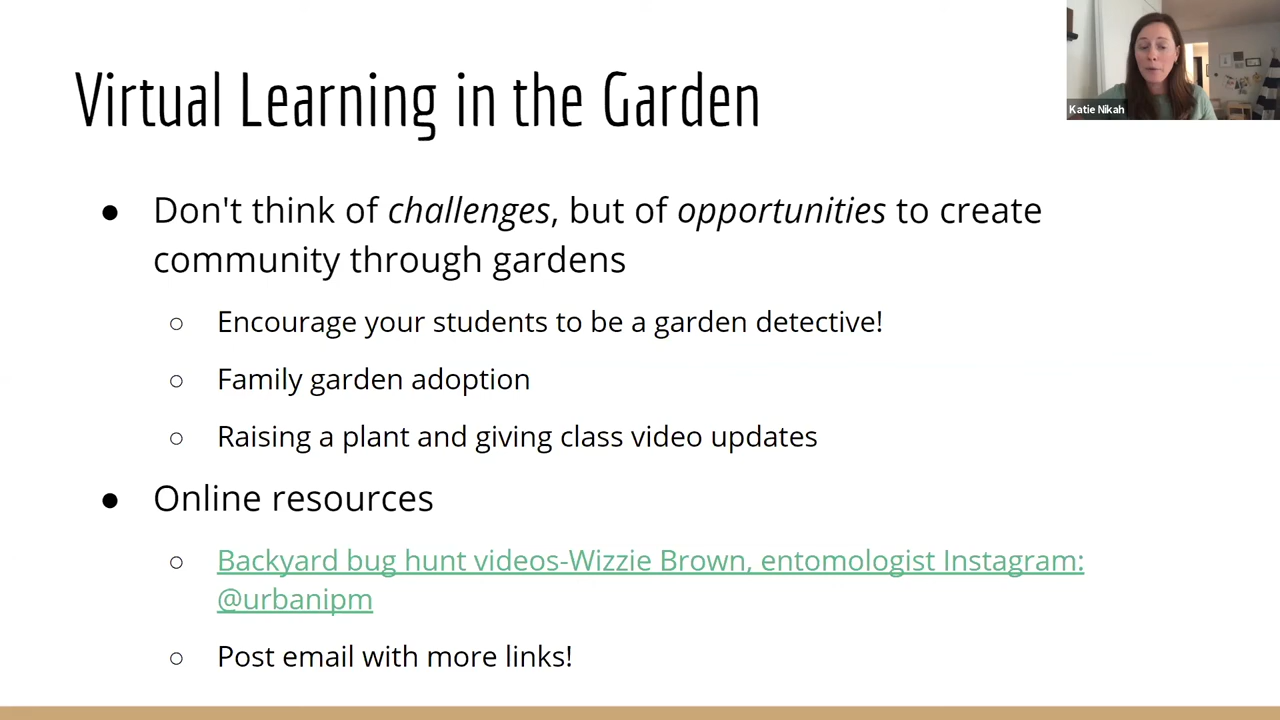 Virtual Learning in the Garden
Katie Nikah
● Don't think of challenges, but of opportunities to create
community through gardens
○ Encourage your students to be a garden detective!
○ Family garden adoption
○ Raising a plant and giving class video updates
● Online resources
○ Backyard bug hunt videos-Wizzie Brown, entomologist Instagram:
@urbanipm
○ Post email with more links!